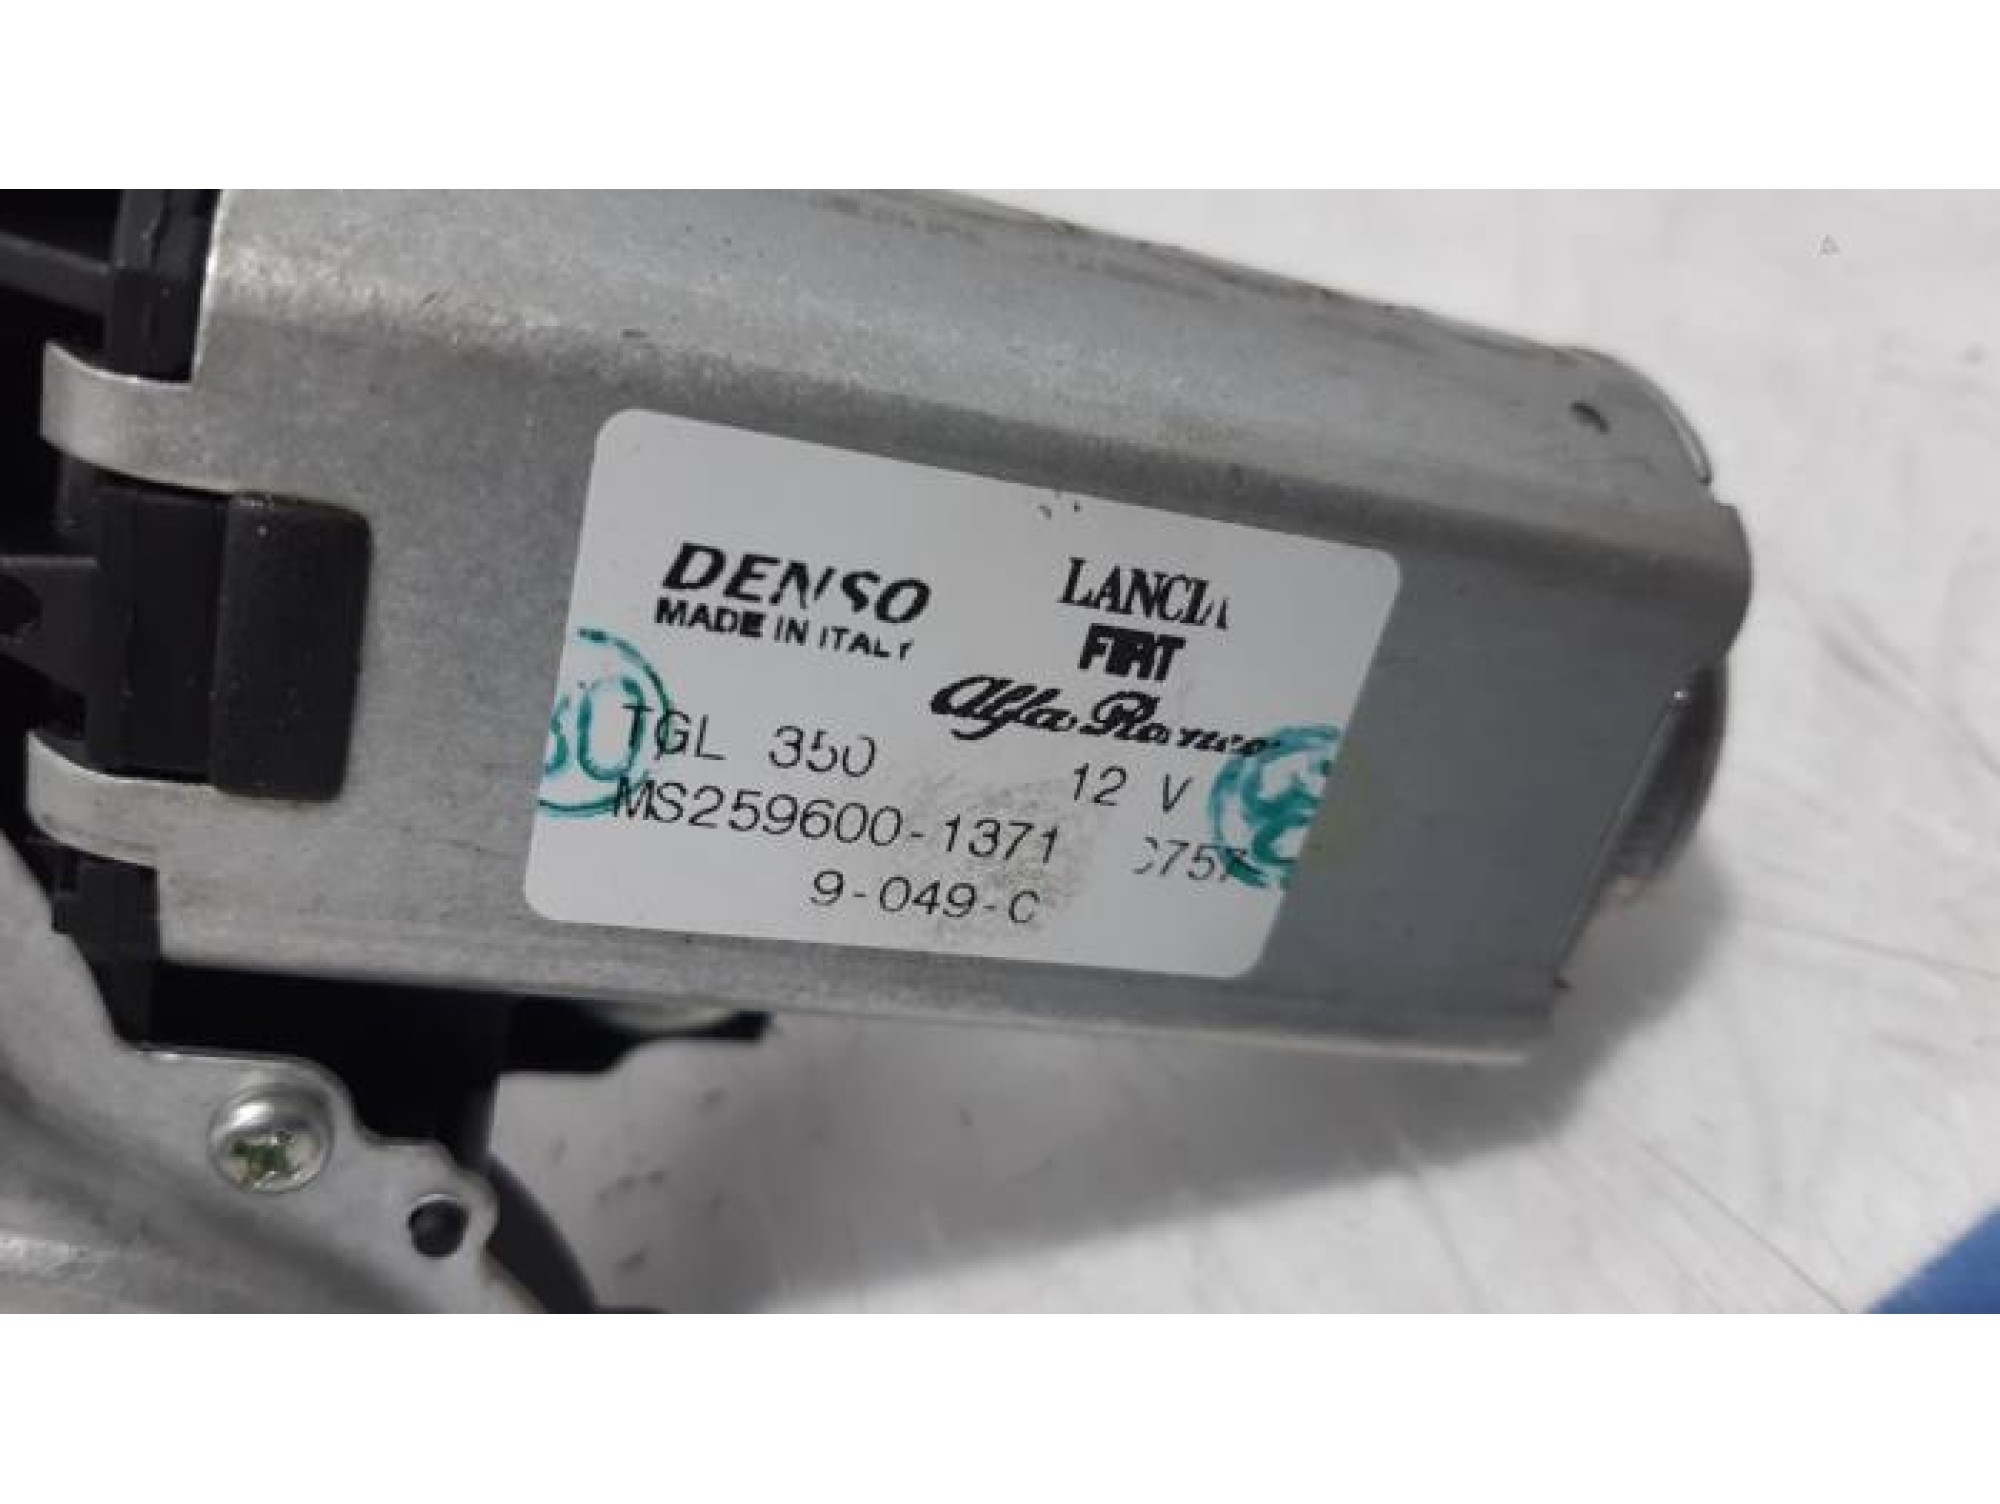 DENSO
MADE IN ITALY
LANCIA
FIAT
Alfa Romeo
TGL 350
12 V
MS259600-1371
9-049-C